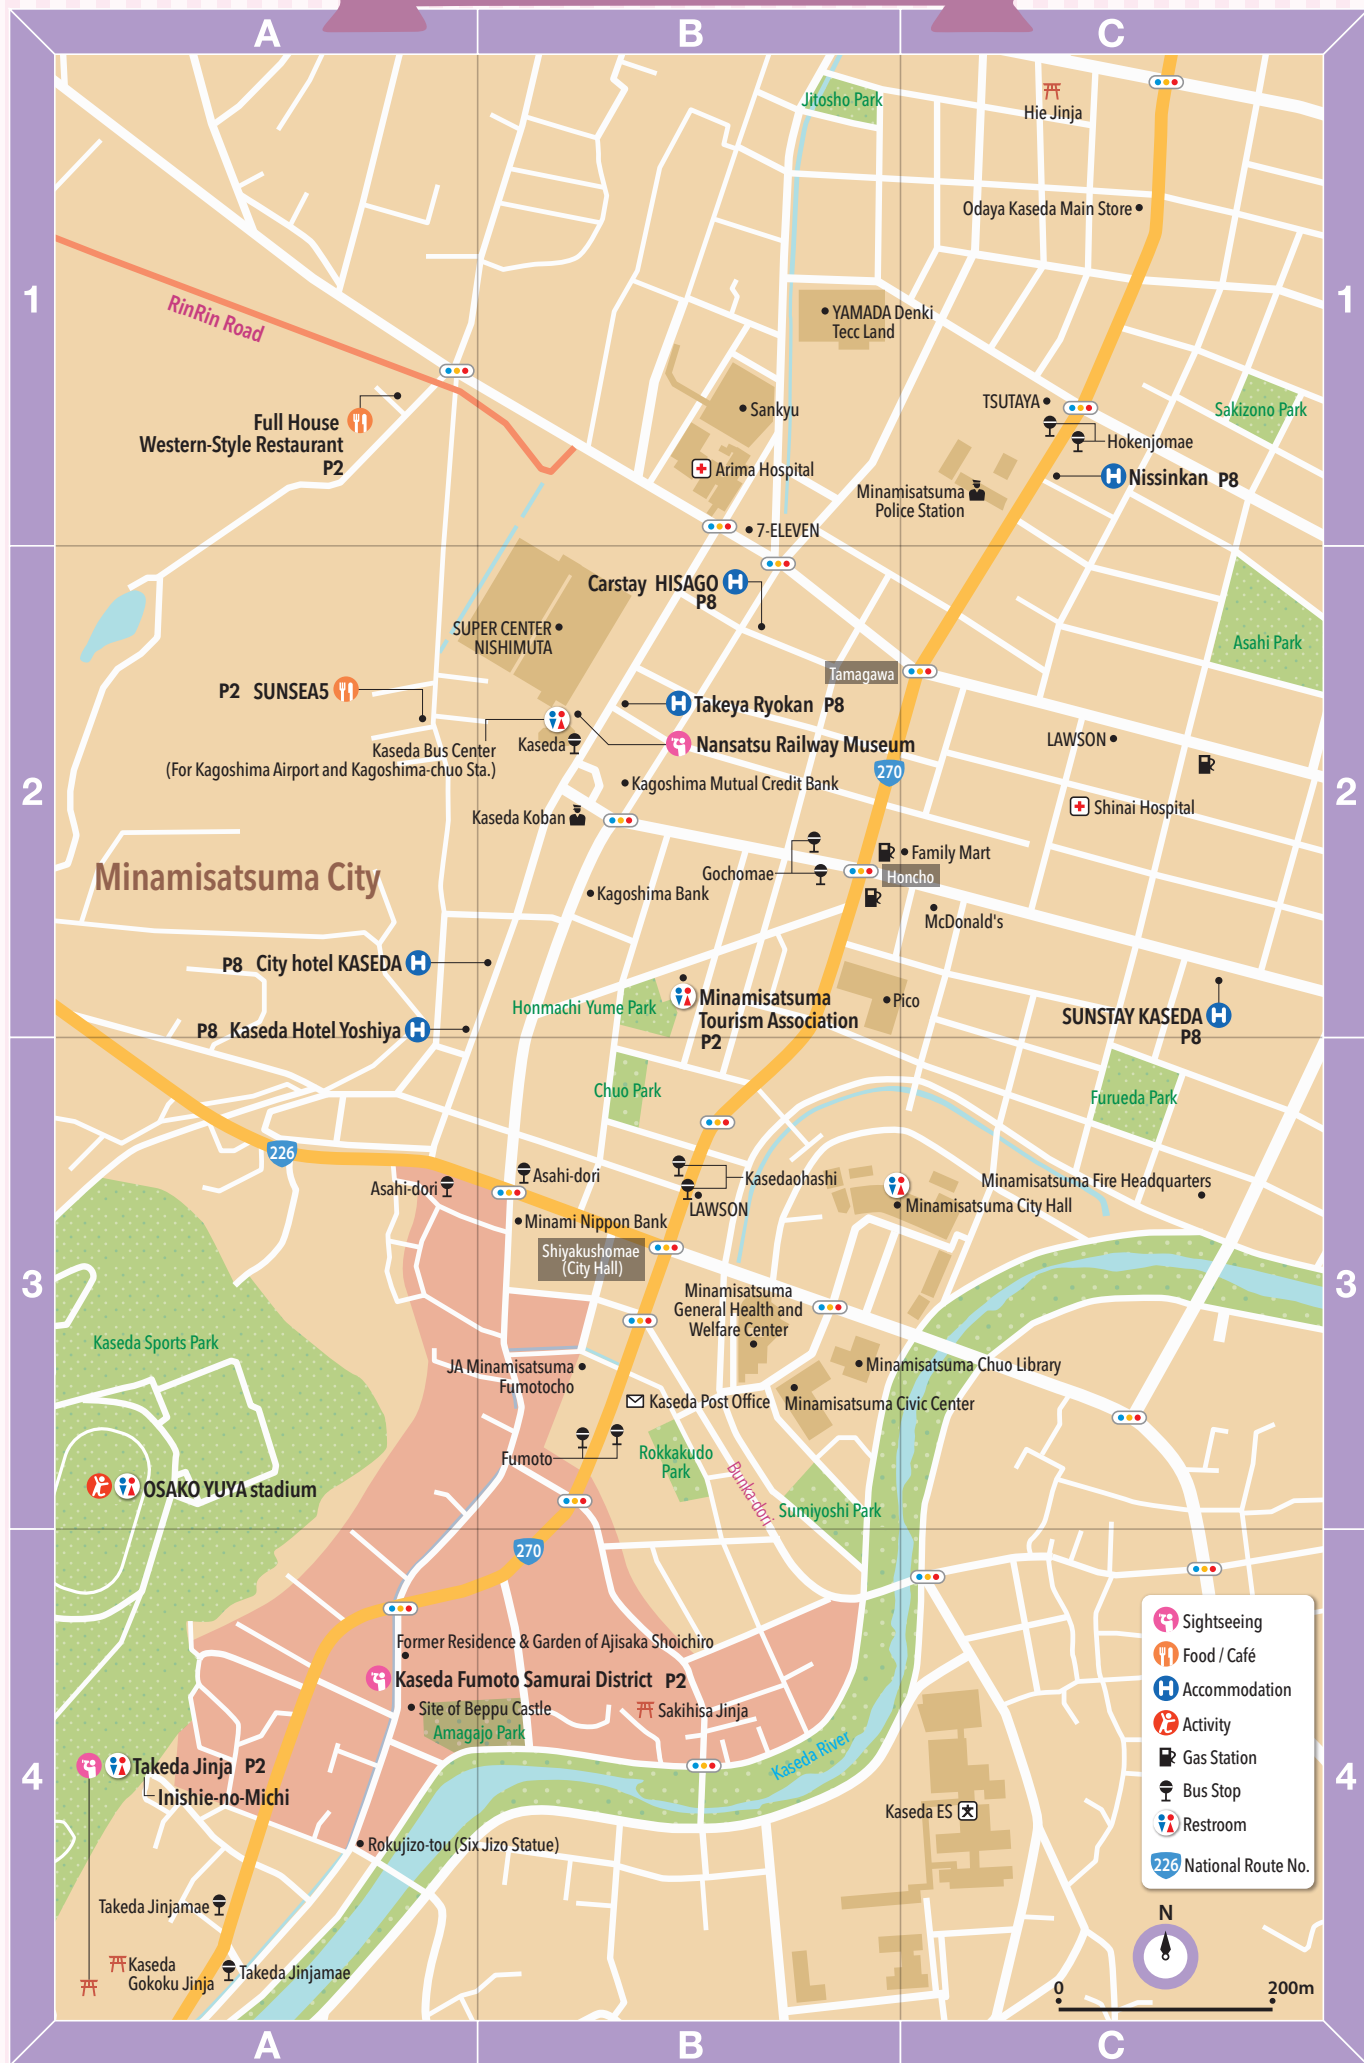 A
B
C
Jitosho Park
Hie Jinja
Odaya Kaseda Main Store
1
1
RinRin Road
YAMADA Denki
Tecc Land
Full House
Western-Style Restaurant
P2
Sankyu
TSUTAYA
Sakizono Park
Hokenjomae
Arima Hospital
Nissinkan P8
Minamisatsuma
Police Station
7-ELEVEN
Carstay HISAGO
P8
SUPER CENTER
NISHIMUTA
Asahi Park
Tamagawa
P2 SUNSEA5
Takeya Ryokan P8
Kaseda Bus Center
(For Kagoshima Airport and Kagoshima-chuo Sta.)
Kaseda
Nansatsu Railway Museum
LAWSON
270
2
2
Kagoshima Mutual Credit Bank
Shinai Hospital
Kaseda Koban
Family Mart
Gochomae
Honcho
Minamisatsuma City
Kagoshima Bank
McDonald's
P8 City hotel KASEDA
Honmachi Yume Park
Minamisatsuma
Tourism Association
P2
Pico
SUNSTAY KASEDA
P8
P8 Kaseda Hotel Yoshiya
Chuo Park
Furueda Park
226
Asahi-dori
Asahi-dori
Kasedaohashi
LAWSON
Minamisatsuma Fire Headquarters
Minamisatsuma City Hall
Minami Nippon Bank
Shiyakushomae
(City Hall)
3
3
Minamisatsuma
General Health and
Welfare Center
Kaseda Sports Park
JA Minamisatsuma
Fumotocho
Minamisatsuma Chuo Library
Kaseda Post Office
Minamisatsuma Civic Center
Fumoto
Rokkakudo
Park
Bunka-dori
Sumiyoshi Park
OSAKO YUYA stadium
270
Former Residence & Garden of Ajisaka Shoichiro
Kaseda Fumoto Samurai District P2
Site of Beppu Castle
Sakihisa Jinja
Amagajo Park
Kaseda River
4
4
Takeda Jinja P2
Inishie-no-Michi
Kaseda ES
Rokujizo-tou (Six Jizo Statue)
Takeda Jinjamae
Kaseda
Gokoku Jinja
Takeda Jinjamae
Sightseeing
Food / Café
Accommodation
Activity
Gas Station
Bus Stop
Restroom
226 National Route No.
N
0 200m
A
B
C